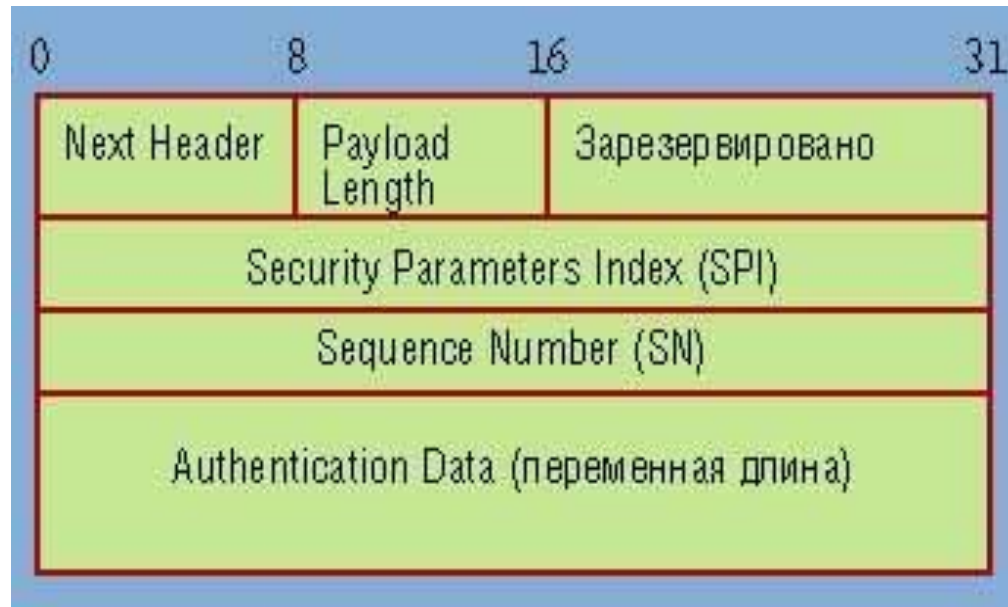 0 8 16 31
Next Header Payload Length Зарезервировано
Security Parameters Index (SPI)
Sequence Number (SN)
Authentication Data (переменная длина)